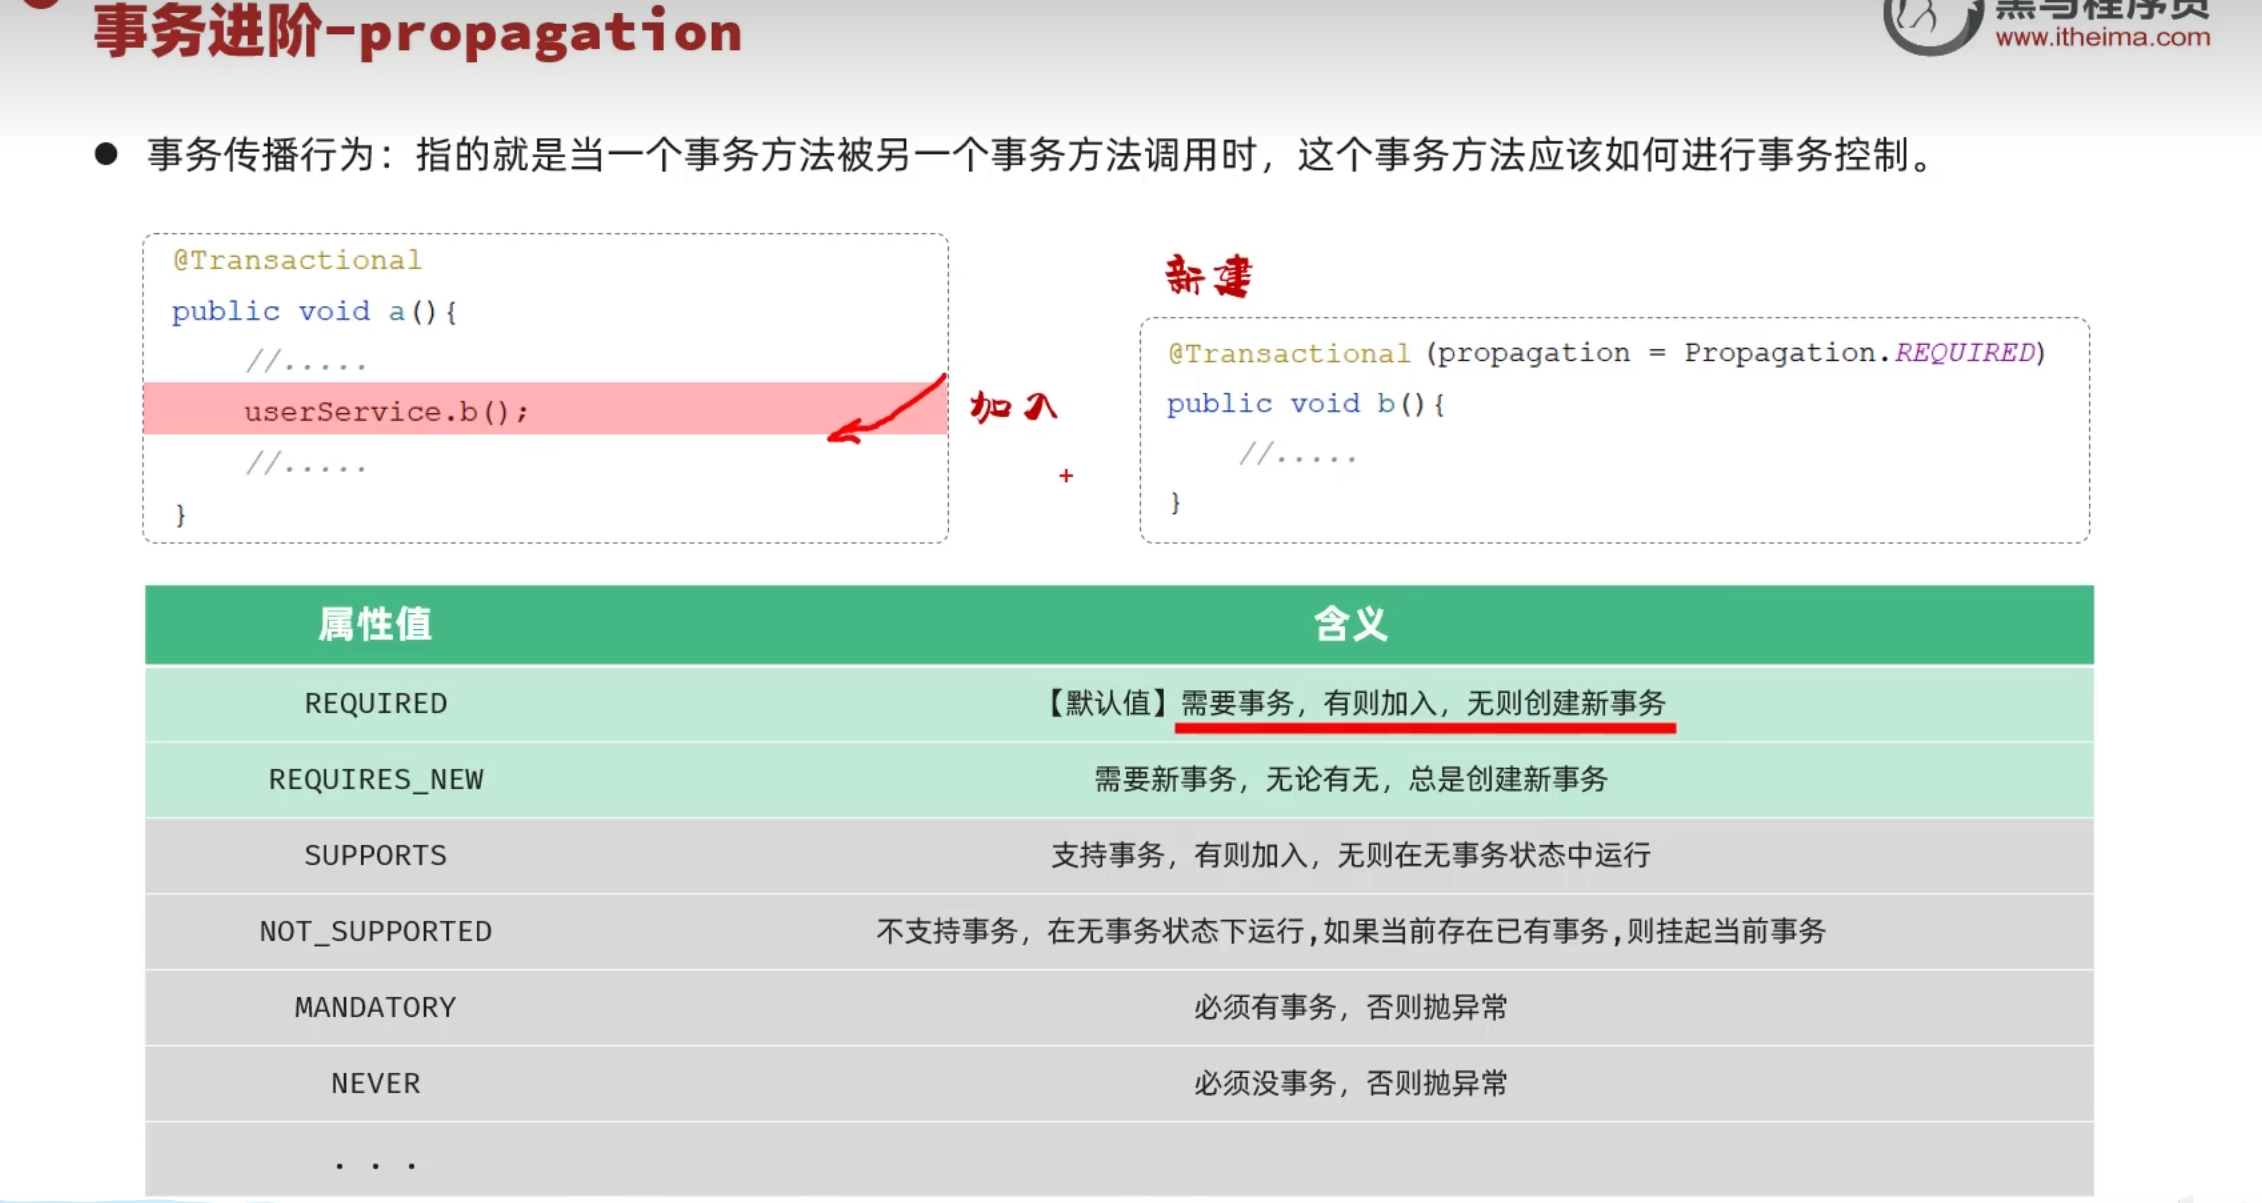 事务进阶-propagation
黑马程序员
www.itheima.com
● 事务传播行为：指的就是当一个事务方法被另一个事务方法调用时，这个事务方法应该如何进行事务控制。
@Transactional
public void a(){
//.....
userService.b();
//.....
}
加入
新建
@Transactional (propagation = Propagation.REQUIRED)
public void b(){
//.....
}
属性值 含义
REQUIRED 【默认值】需要事务，有则加入，无则创建新事务
REQUIRES_NEW 需要新事务，无论有无，总是创建新事务
SUPPORTS 支持事务，有则加入，无则在无事务状态中运行
NOT_SUPPORTED 不支持事务，在无事务状态下运行,如果当前存在已有事务,则挂起当前事务
MANDATORY 必须有事务，否则抛异常
NEVER 必须没事务，否则抛异常
. . .